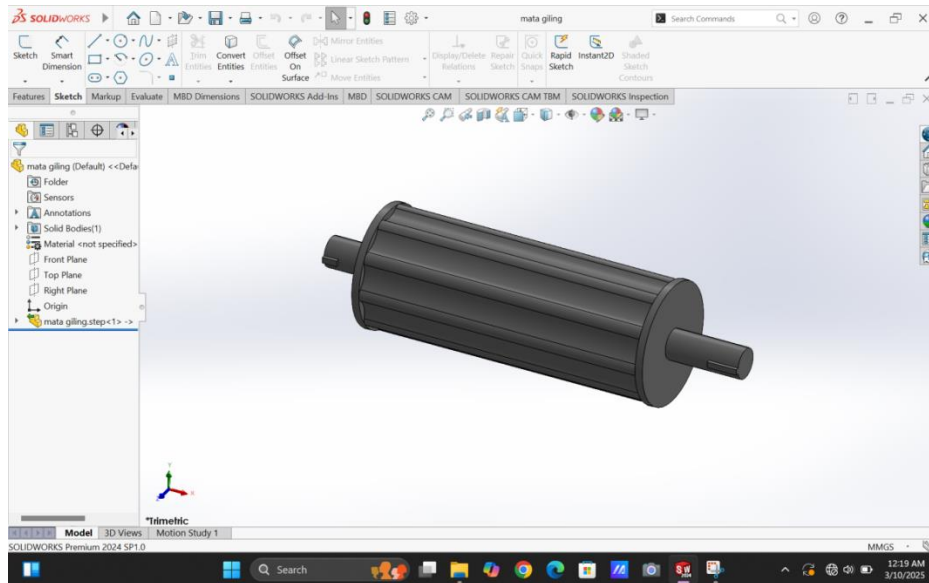 SOLIDWORKS
mata giling
Search Commands
Sketch
Smart Dimension
Trim Entities
Convert Entities
Offset Entities
Offset On Surface
Mirror Entities
Linear Sketch Pattern
Move Entities
Display/Delete Relations
Repair Sketch
Quick Snaps
Rapid Sketch
Instant2D
Shaded Sketch Contours
Features Sketch Markup Evaluate MBD Dimensions SOLIDWORKS Add-Ins MBD SOLIDWORKS CAM SOLIDWORKS CAM TBM SOLIDWORKS Inspection
mata giling (Default) <<Defa
Folder
Sensors
Annotations
Solid Bodies(1)
Material <not specified>
Front Plane
Top Plane
Right Plane
Origin
mata giling.step<1> ->
Y
X
*Trimetric
Model 3D Views Motion Study 1
SOLIDWORKS Premium 2024 SP1.0
MMGS
Search
12:19 AM
3/10/2025